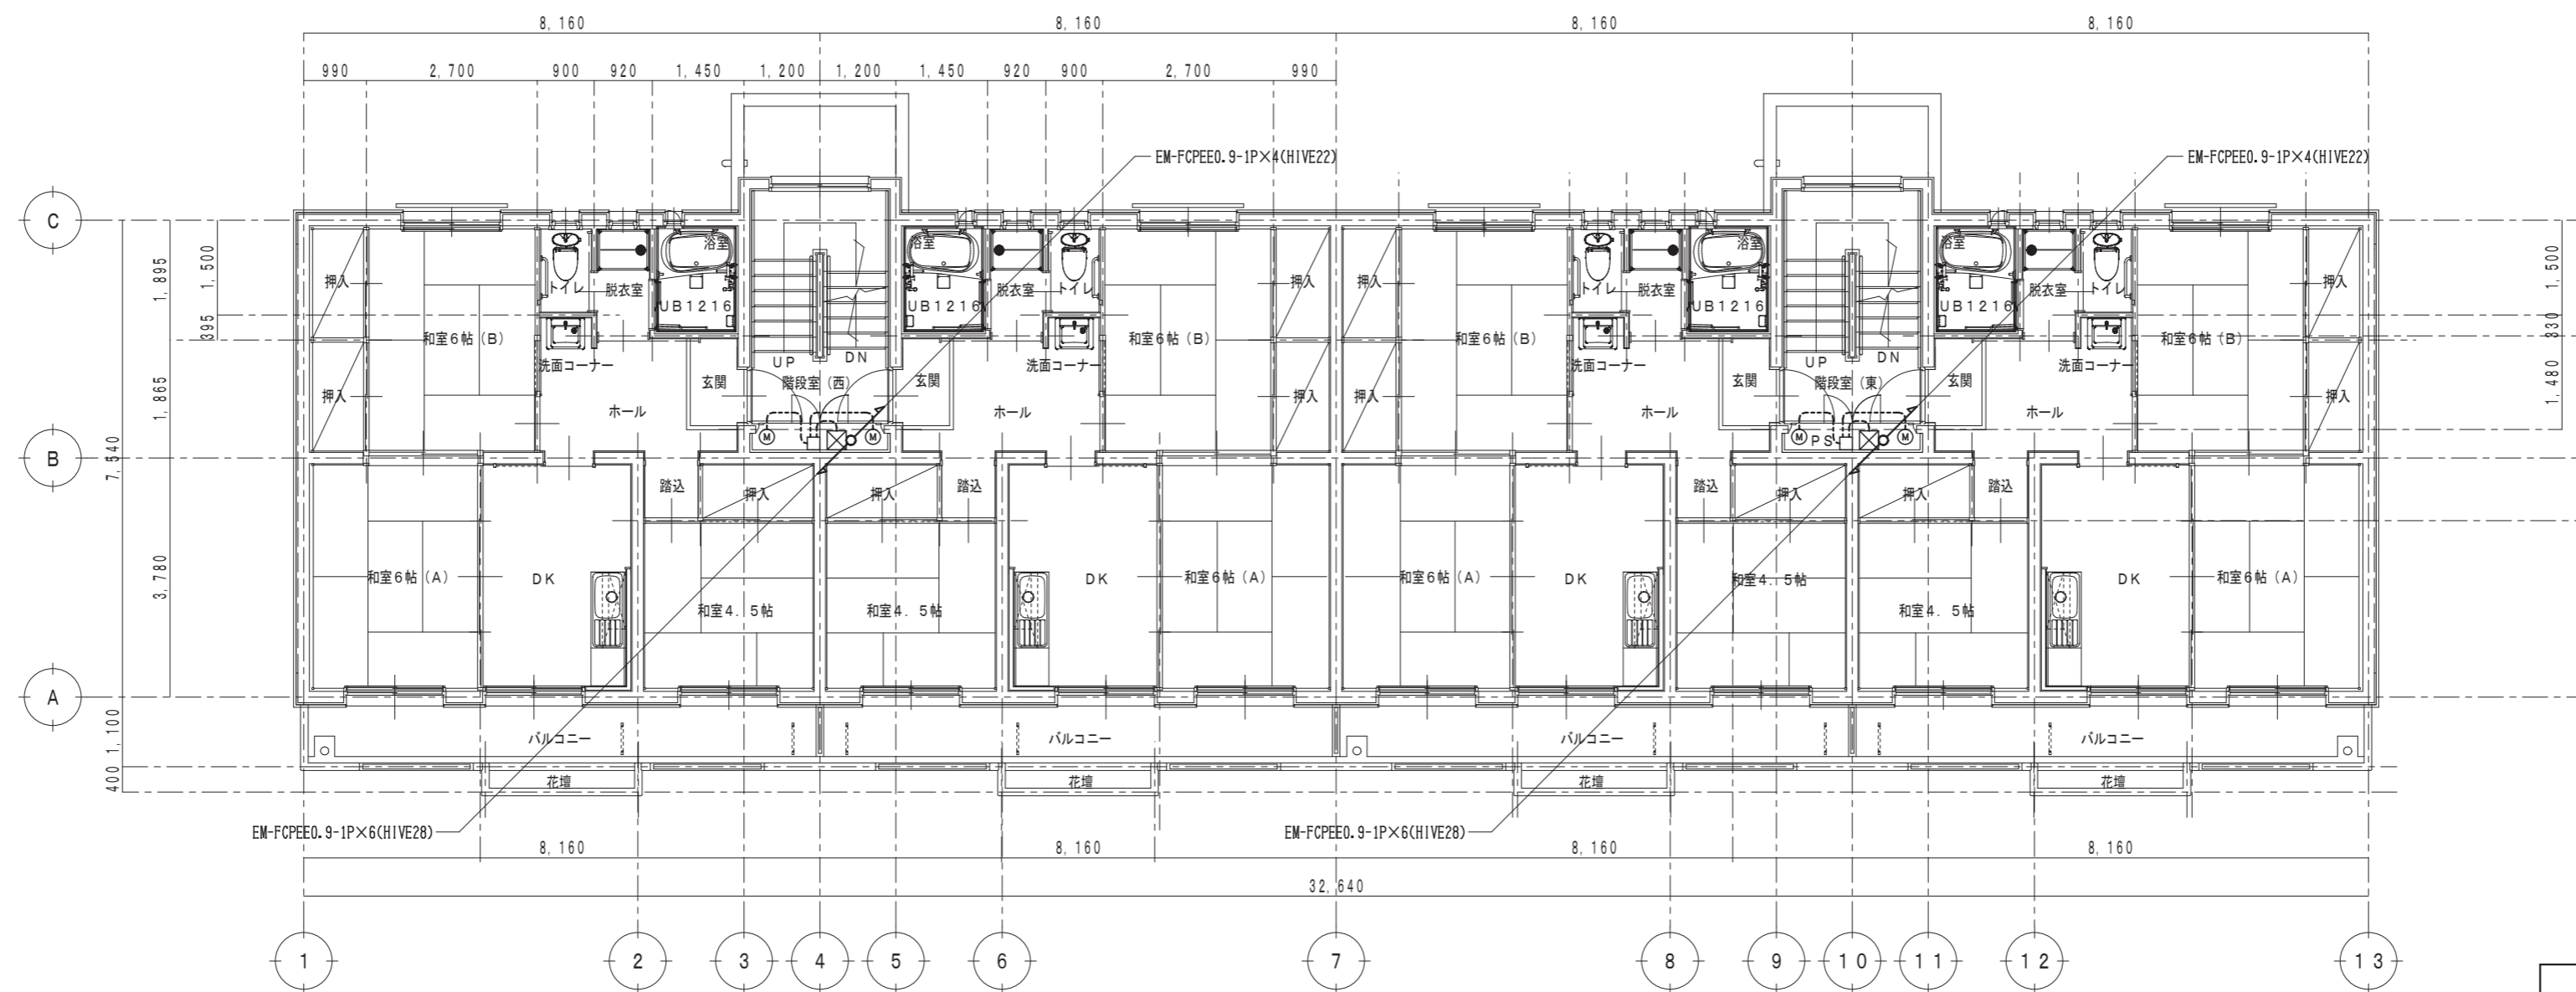 8,160 8,160 8,160 8,160
990 2,700 900 920 1,450 1,200 1,200 1,450 920 900 2,700 990
EM-FCPEE0.9-1P×4(HIVE22) EM-FCPEE0.9-1P×4(HIVE22)
C
浴室 浴室 浴室 浴室
1,895 1,500 1,500
押入 トイレ 脱衣室 脱衣室 トイレ 押入 押入 トイレ 脱衣室 脱衣室 トイレ 押入
UB1216 UB1216 UB1216 UB1216
395 330
和室6帖(B) 和室6帖(B) 和室6帖(B) 和室6帖(B)
UP DN UP DN
洗面コーナー 洗面コーナー 洗面コーナー 洗面コーナー
玄関 階段室(西) 玄関 玄関 階段室(東) 玄関
1,865 1,480
押入 押入 押入 押入
ホール ホール ホール ホール
M M M PS M
B
7,540
踏込 押入 押入 踏込 踏込 押入 押入 踏込
3,780
和室6帖(A) DK DK 和室6帖(A) 和室6帖(A) DK 和室4.5帖 DK 和室6帖(A)
和室4.5帖 和室4.5帖 和室4.5帖
A
1,100
バルコニー バルコニー バルコニー バルコニー
400
花壇 花壇 花壇 花壇
EM-FCPEE0.9-1P×6(HIVE28) EM-FCPEE0.9-1P×6(HIVE28)
8,160 8,160 8,160 8,160
32,640
1 2 3 4 5 6 7 8 9 10 11 12 13